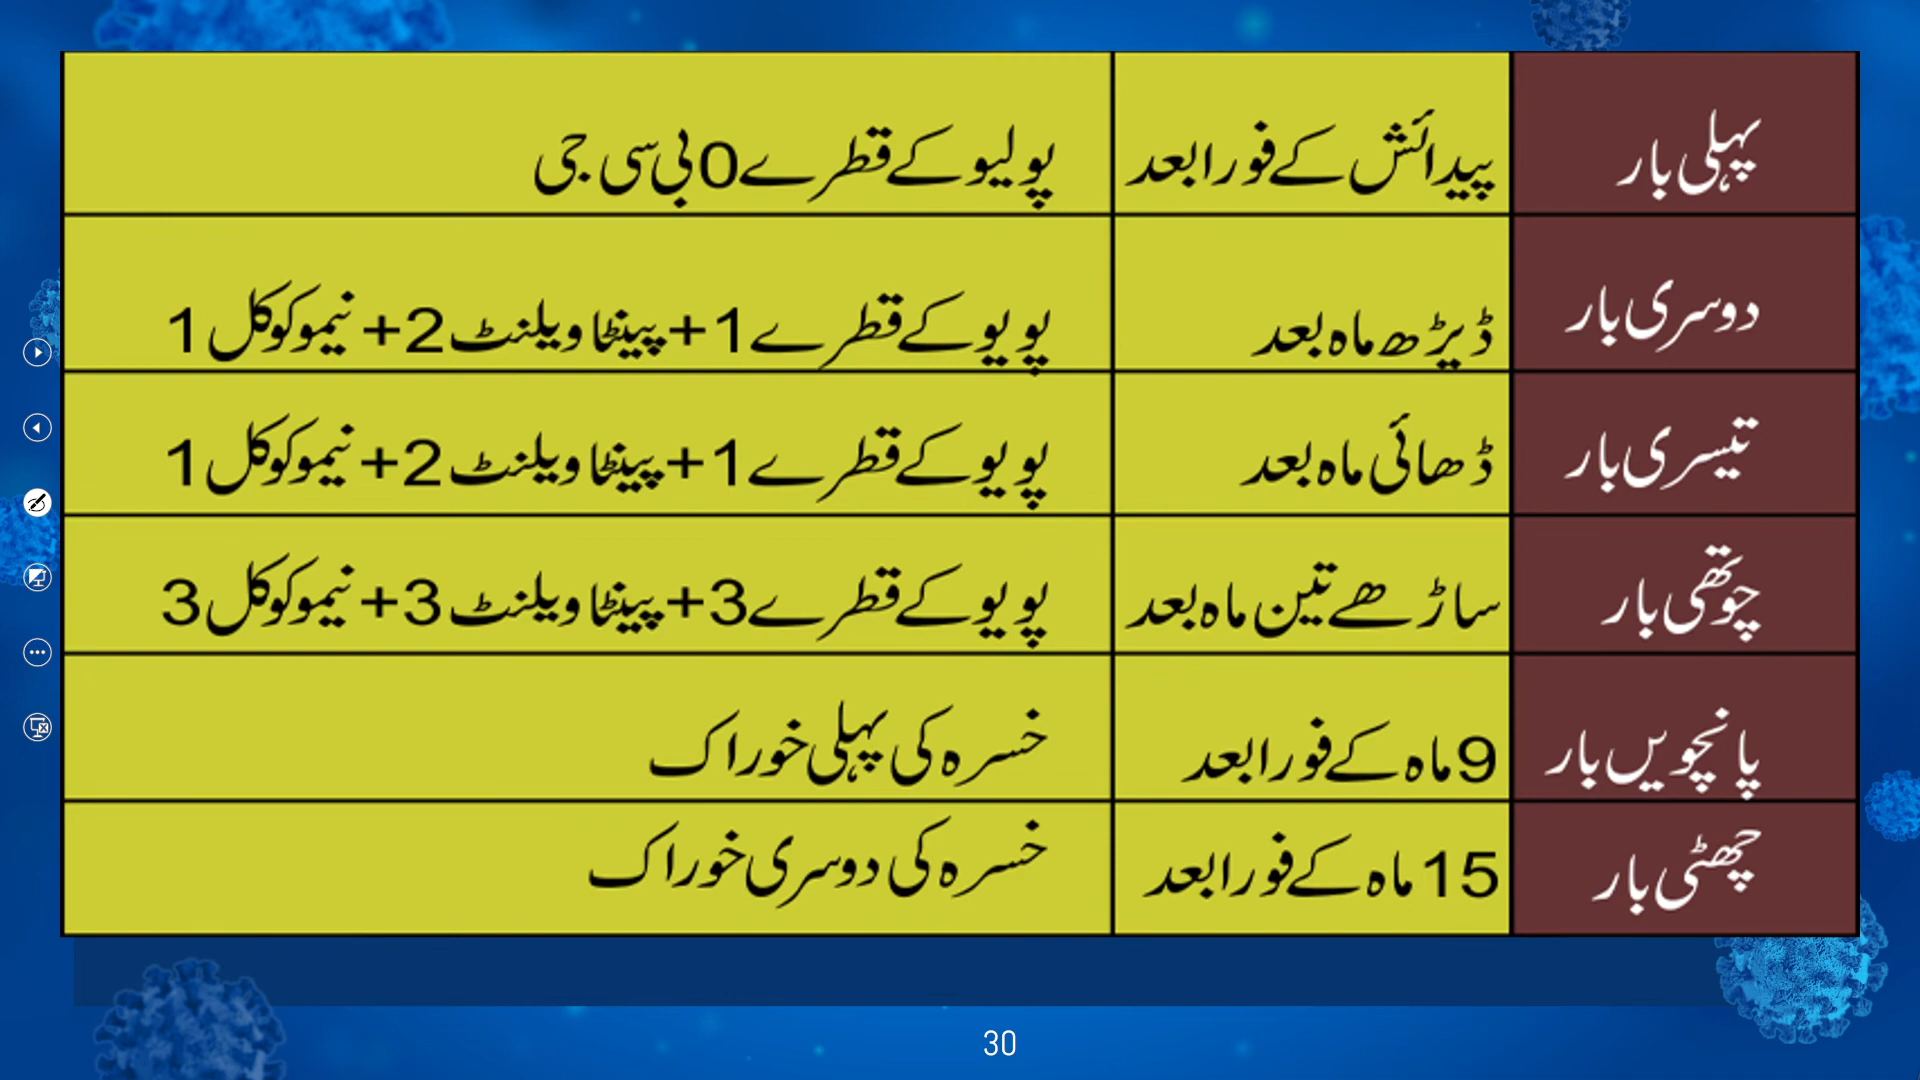 پہلی بار پیدائش کے فورا بعد پولیو کے قطرے 0 بی سی جی
دوسری بار ڈیڑھ ماہ بعد پویو کے قطرے 1 + پینٹا ویلنٹ 2 + نیموکوکل 1
تیسری بار ڈھائی ماہ بعد پویو کے قطرے 1 + پینٹا ویلنٹ 2 + نیموکوکل 1
چوتھی بار ساڑھے تین ماہ بعد پویو کے قطرے 3 + پینٹا ویلنٹ 3 + نیموکوکل 3
پانچویں بار 9 ماہ کے فورا بعد خسرہ کی پہلی خوراک
چھٹی بار 15 ماہ کے فورا بعد خسرہ کی دوسری خوراک
30